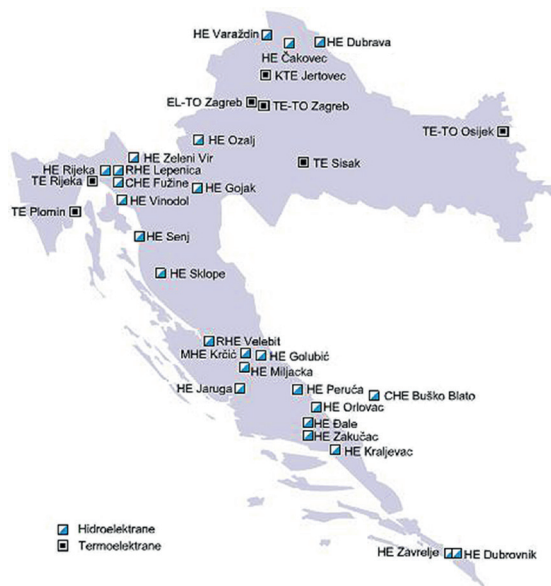 HE Varaždin
HE Dubrava
HE Čakovec
KTE Jertovec
EL-TO Zagreb
TE-TO Zagreb
TE-TO Osijek
HE Ozalj
HE Zeleni Vir
TE Sisak
HE Rijeka
RHE Lepenica
TE Rijeka
CHE Fužine
HE Gojak
HE Vinodol
TE Plomin
HE Senj
HE Sklope
RHE Velebit
MHE Krčić
HE Golubić
HE Miljacka
HE Jaruga
HE Peruća
CHE Buško Blato
HE Orlovac
HE Đale
HE Zakučac
HE Kraljevac
Hidroelektrane
Termoelektrane
HE Zavrelje
HE Dubrovnik